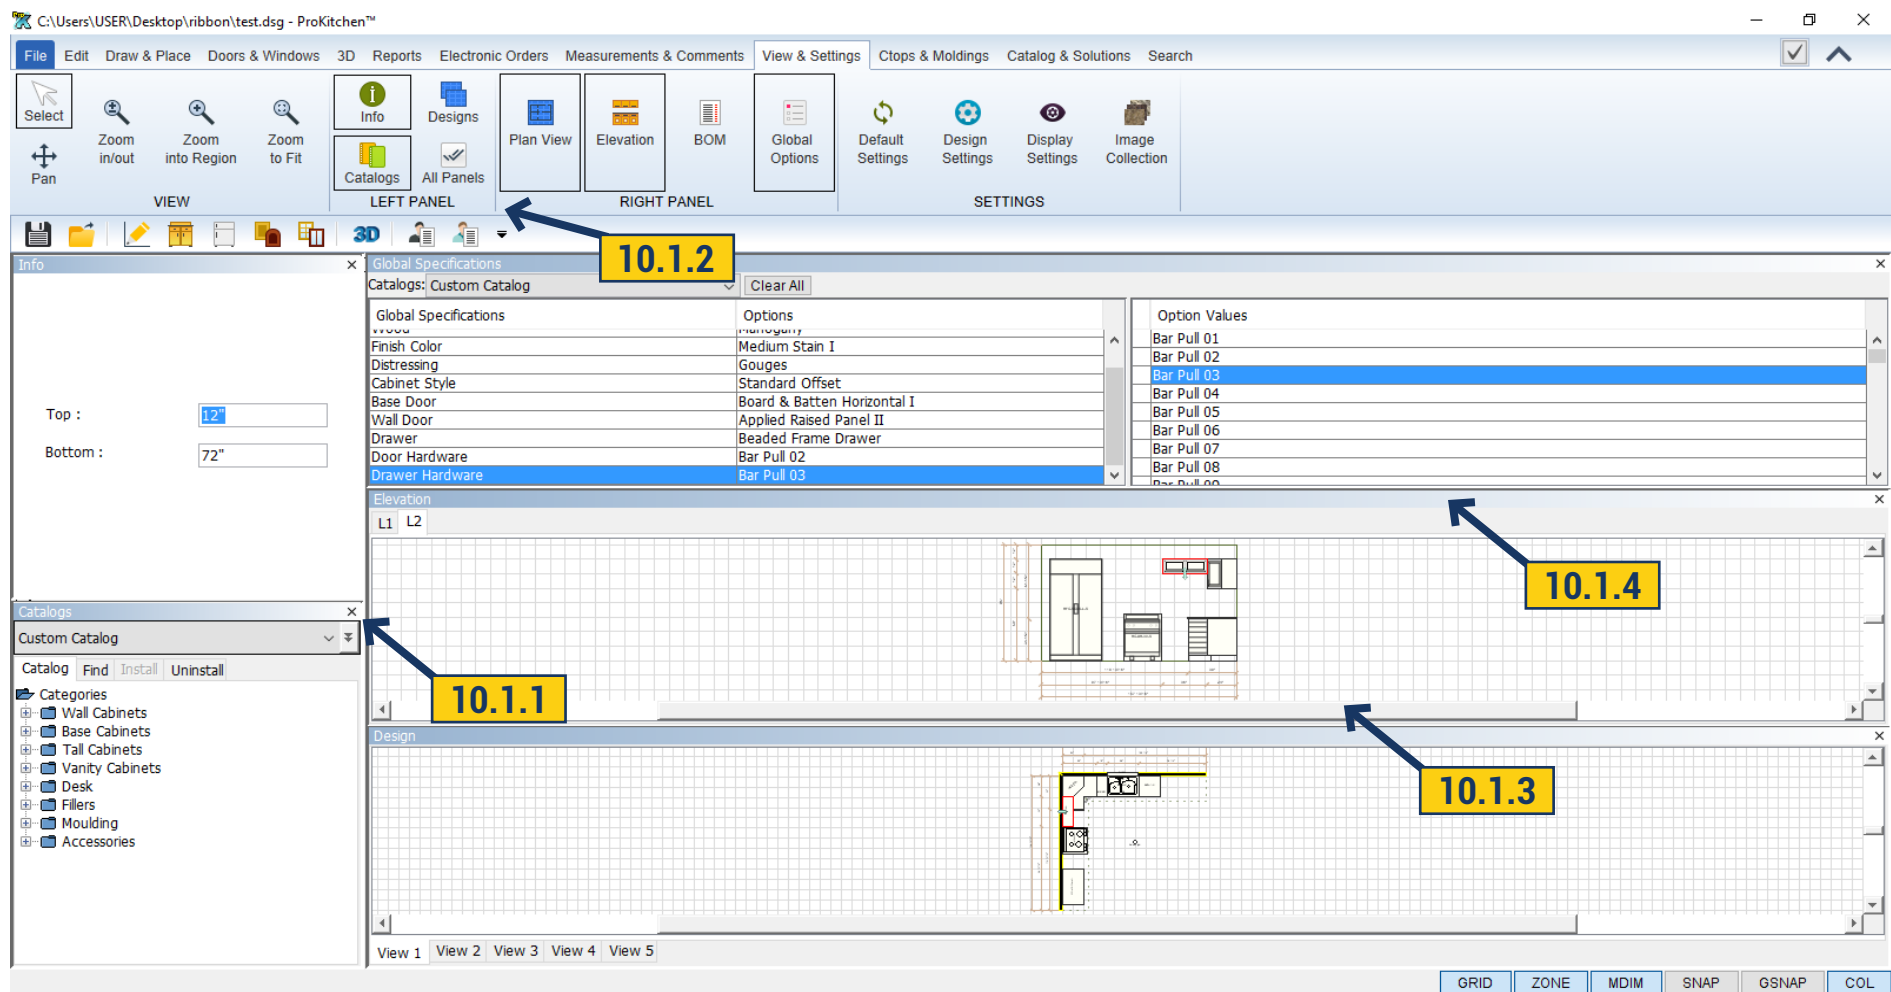 C:\Users\USER\Desktop\ribbon\test.dsg - ProKitchen™
File Edit Draw & Place Doors & Windows 3D Reports Electronic Orders Measurements & Comments View & Settings Ctops & Moldings Catalog & Solutions Search
Select
Pan
Zoom in/out
Zoom into Region
Zoom to Fit
VIEW
Info
Designs
Catalogs
All Panels
LEFT PANEL
Plan View
Elevation
BOM
Global Options
RIGHT PANEL
Default Settings
Design Settings
Display Settings
Image Collection
SETTINGS
3D
10.1.2
Info
Top :
12"
Bottom :
72"
Global Specifications
Catalogs: Custom Catalog Clear All
Global Specifications Options
Wood Mahogany
Finish Color Medium Stain I
Distressing Gouges
Cabinet Style Standard Offset
Base Door Board & Batten Horizontal I
Wall Door Applied Raised Panel II
Drawer Beaded Frame Drawer
Door Hardware Bar Pull 02
Drawer Hardware Bar Pull 03
Option Values
Bar Pull 01
Bar Pull 02
Bar Pull 03
Bar Pull 04
Bar Pull 05
Bar Pull 06
Bar Pull 07
Bar Pull 08
Bar Pull 09
Elevation
L1 L2
10.1.4
Catalogs
Custom Catalog
Catalog Find Install Uninstall
Categories
Wall Cabinets
Base Cabinets
Tall Cabinets
Vanity Cabinets
Desk
Fillers
Moulding
Accessories
10.1.1
Design
10.1.3
View 1 View 2 View 3 View 4 View 5
GRID ZONE MDIM SNAP GSNAP COL